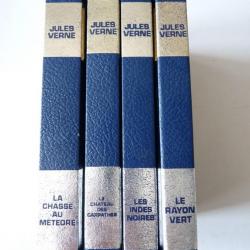 JULES
VERNE
LA
CHASSE
AU
METEORE
JULES
VERNE
LE
CHATEAU
DES
CARPATHES
JULES
VERNE
LES
INDES
NOIRES
JULES
VERNE
LE
RAYON
VERT